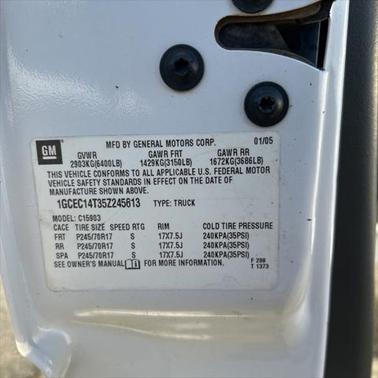 MFD BY GENERAL MOTORS CORP. 01/05
GM
GVWR GAWR FRT GAWR RR
2903KG(6400LB) 1429KG(3150LB) 1672KG(3686LB)
THIS VEHICLE CONFORMS TO ALL APPLICABLE U.S. FEDERAL MOTOR
VEHICLE SAFETY STANDARDS IN EFFECT ON THE DATE OF
MANUFACTURE SHOWN ABOVE.
1GCEC14T35Z245813 TYPE: TRUCK
MODEL: C15903
CACE TIRE SIZE SPEED RTG RIM COLD TIRE PRESSURE
FRT P245/70R17 S 17X7.5J 240KPA(35PSI)
RR P245/70R17 S 17X7.5J 240KPA(35PSI)
SPA P245/70R17 S 17X7.5J 240KPA(35PSI)
SEE OWNER'S MANUAL FOR MORE INFORMATION F 298
T 1373